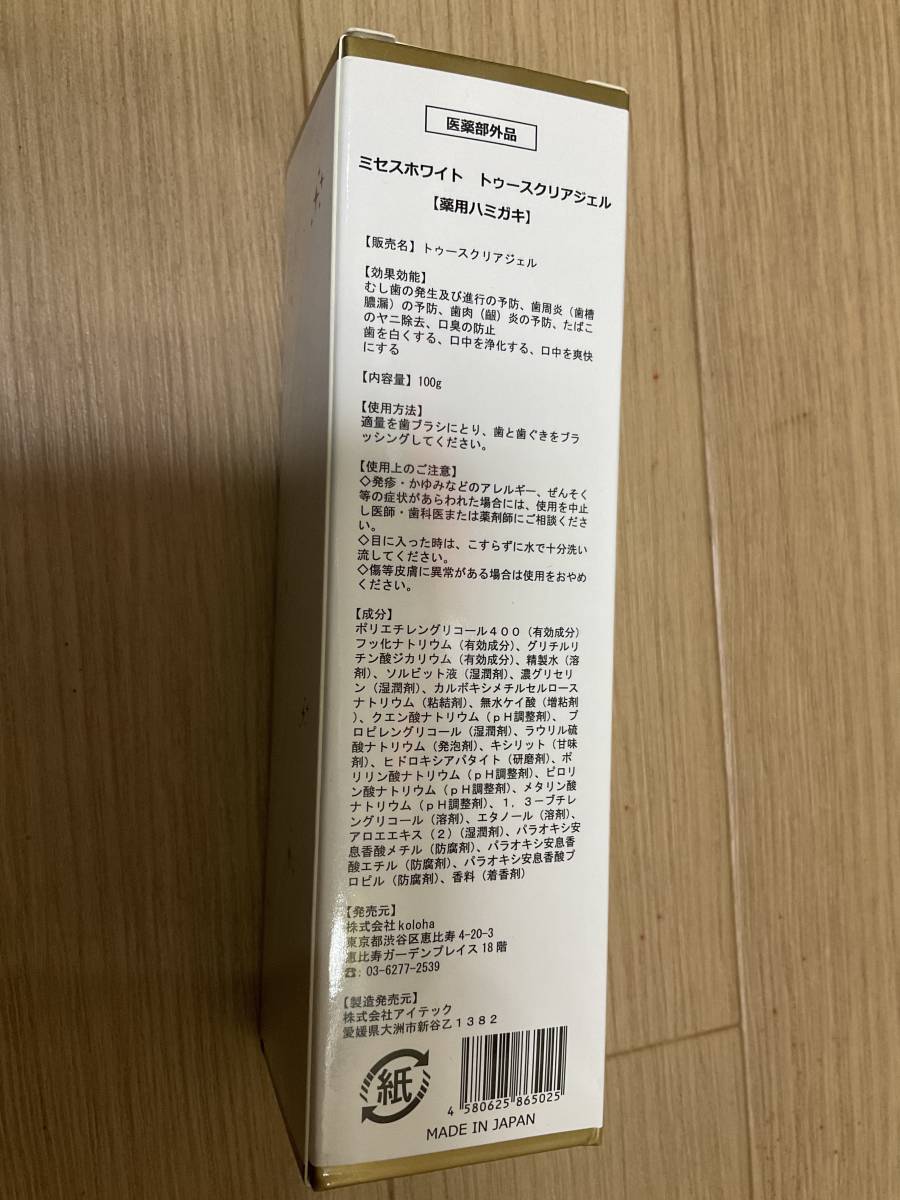 医薬部外品
ミセスホワイト　トゥースクリアジェル
【薬用ハミガキ】
【販売名】トゥースクリアジェル
【効果効能】
むし歯の発生及び進行の予防、歯周炎（歯槽
膿漏）の予防、歯肉（齦）炎の予防、たばこ
のヤニ除去、口臭の防止
歯を白くする、口中を浄化する、口中を爽快
にする
【内容量】100g
【使用方法】
適量を歯ブラシにとり、歯と歯ぐきをブラ
ッシングしてください。
【使用上のご注意】
◇発疹・かゆみなどのアレルギー、ぜんそく
等の症状があらわれた場合には、使用を中止
し医師・歯科医または薬剤師にご相談くださ
い。
◇目に入った時は、こすらずに水で十分洗い
流してください。
◇傷等皮膚に異常がある場合は使用をおやめ
ください。
【成分】
ポリエチレングリコール４００（有効成分）
フッ化ナトリウム（有効成分）、グリチルリ
チン酸ジカリウム（有効成分）、精製水（溶
剤）、ソルビット液（湿潤剤）、濃グリセリ
ン（湿潤剤）、カルボキシメチルセルロース
ナトリウム（粘結剤）、無水ケイ酸（増粘剤
）、クエン酸ナトリウム（ｐＨ調整剤）、プ
ロピレングリコール（湿潤剤）、ラウリル硫
酸ナトリウム（発泡剤）、キシリット（甘味
剤）、ヒドロキシアパタイト（研磨剤）、ポ
リリン酸ナトリウム（ｐＨ調整剤）、ピロリ
ン酸ナトリウム（ｐＨ調整剤）、メタリン酸
ナトリウム（ｐＨ調整剤）、１，３－ブチレ
ングリコール（溶剤）、エタノール（溶剤）、
アロエエキス（２）（湿潤剤）、パラオキシ安
息香酸メチル（防腐剤）、パラオキシ安息香
酸エチル（防腐剤）、パラオキシ安息香酸プ
ロピル（防腐剤）、香料（着香剤）
【発売元】
株式会社koloha
東京都渋谷区恵比寿4-20-3
恵比寿ガーデンプレイス18階
☎: 03-6277-2539
【製造発売元】
株式会社アイテック
愛媛県大洲市新谷乙１３８２
紙
4 580625 865025
MADE IN JAPAN